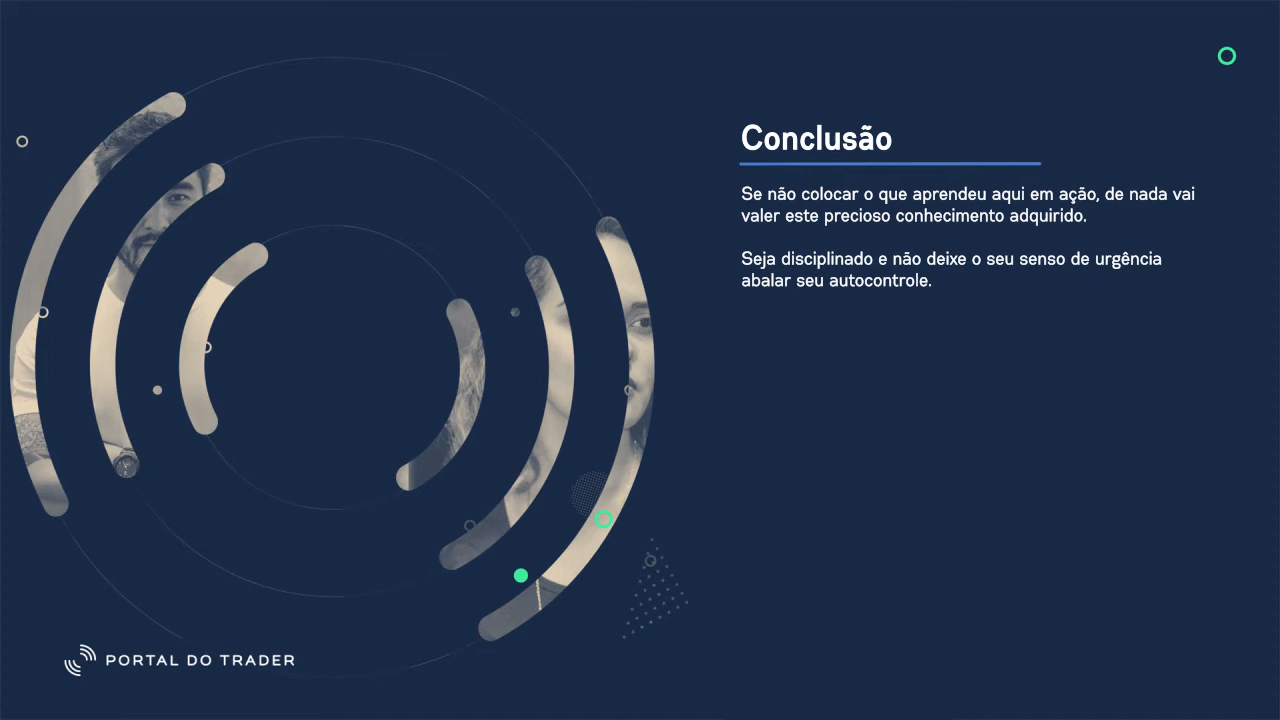 Conclusão
Se não colocar o que aprendeu aqui em ação, de nada vai
valer este precioso conhecimento adquirido.
Seja disciplinado e não deixe o seu senso de urgência
abalar seu autocontrole.
PORTAL DO TRADER